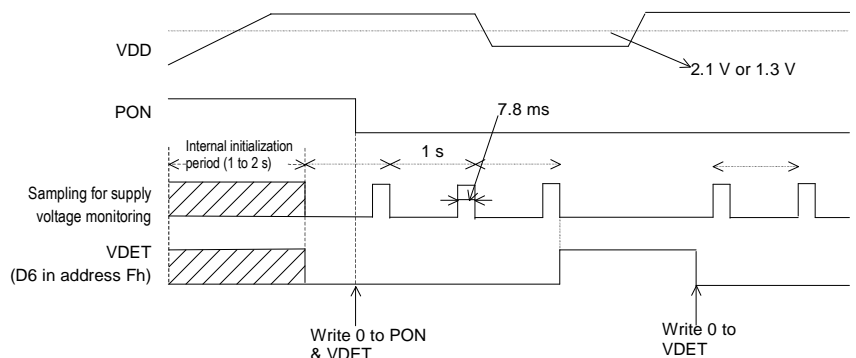 VDD
2.1 V or 1.3 V
PON
7.8 ms
Internal initialization
period (1 to 2 s)
1 s
Sampling for supply
voltage monitoring
VDET
(D6 in address Fh)
Write 0 to PON
& VDET
Write 0 to
VDET